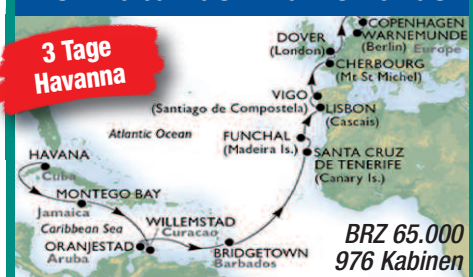 COPENHAGEN
DOVER
(London)
WARNEMUNDE
(Berlin)
Europe
3 Tage
Havanna
CHERBOURG
(Mt St Michel)
VIGO
(Santiago de Compostela)
LISBON
(Cascais)
Atlantic Ocean
FUNCHAL
(Madeira Is.)
HAVANA
Cuba
SANTA CRUZ
DE TENERIFE
(Canary Is.)
MONTEGO BAY
Jamaica
Caribbean Sea
WILLEMSTAD
Curacao
ORANJESTAD
Aruba
BRIDGETOWN
Barbados
BRZ 65.000
976 Kabinen